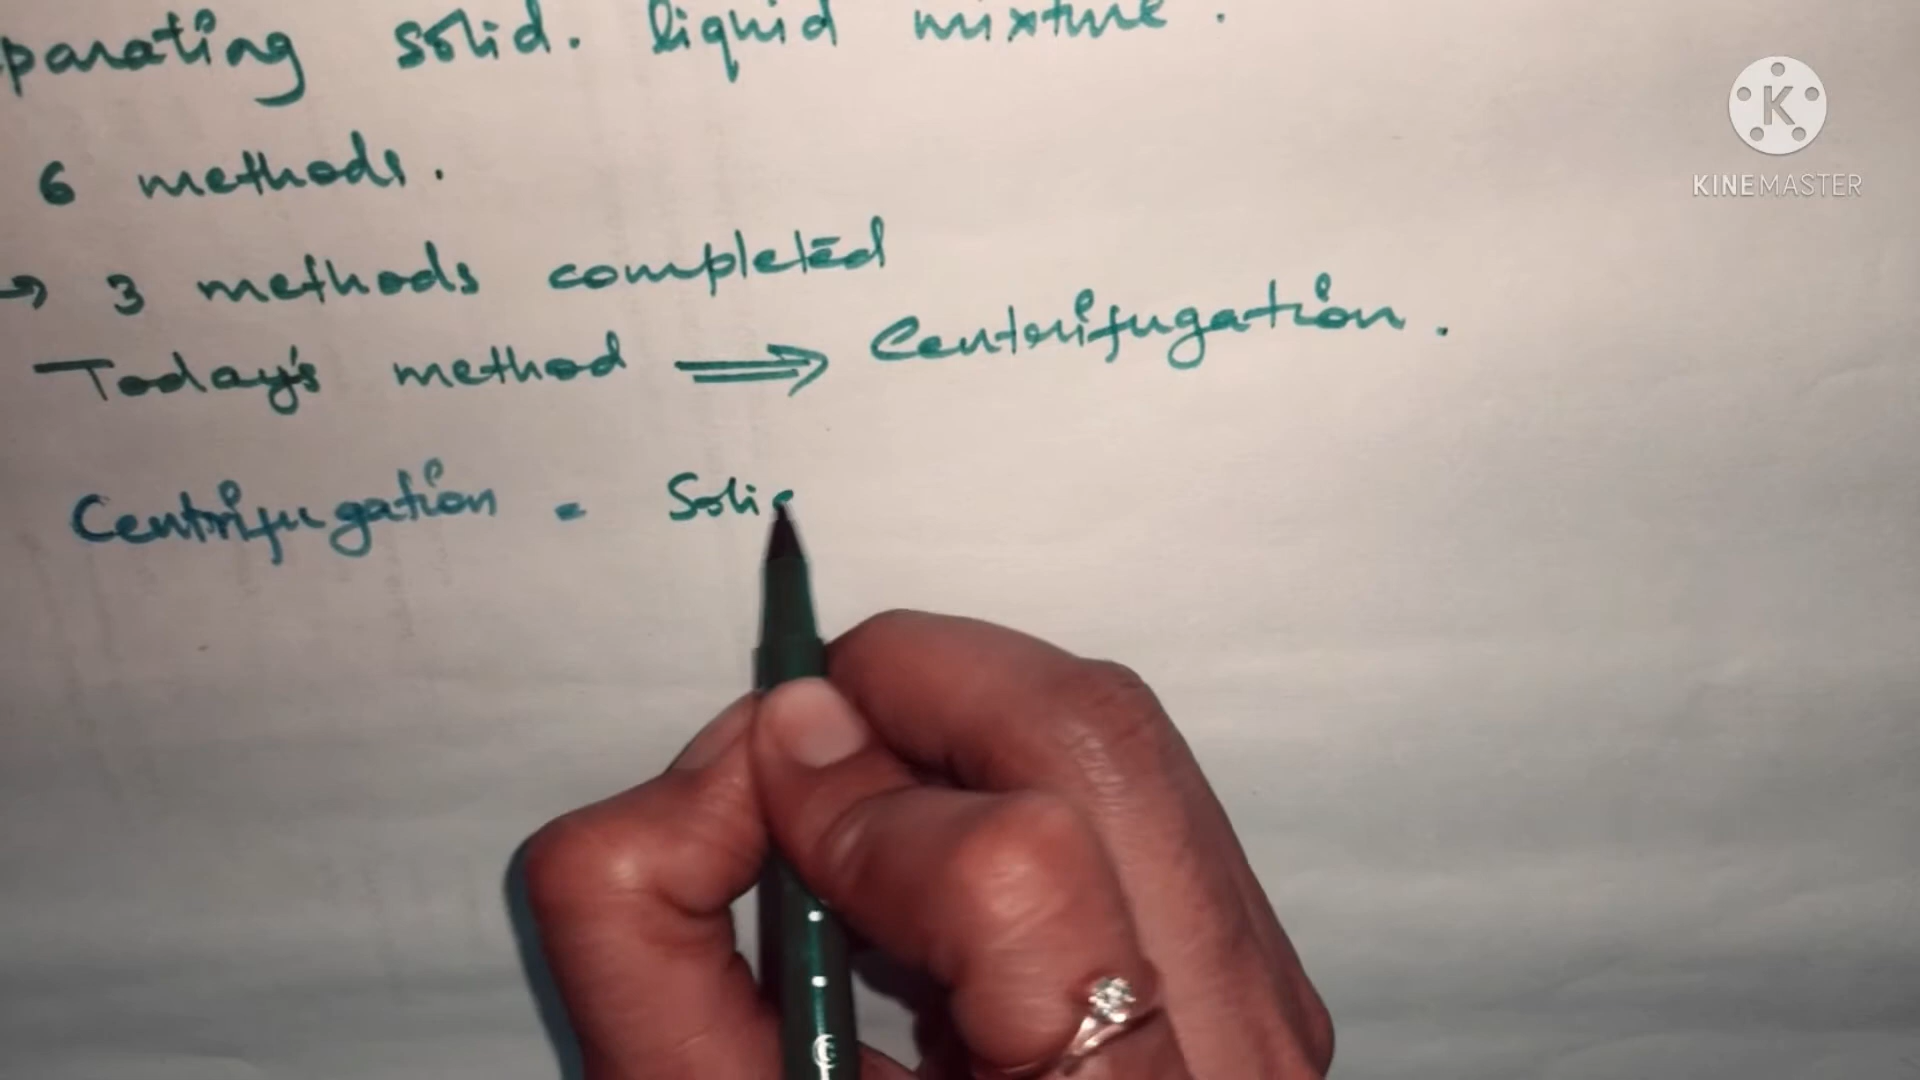 parating solid. liquid mixture.
6 methods.
→ 3 methods completed
Today's method ⟹ Centrifugation.
Centrifugation = Soli
K
KINEMASTER